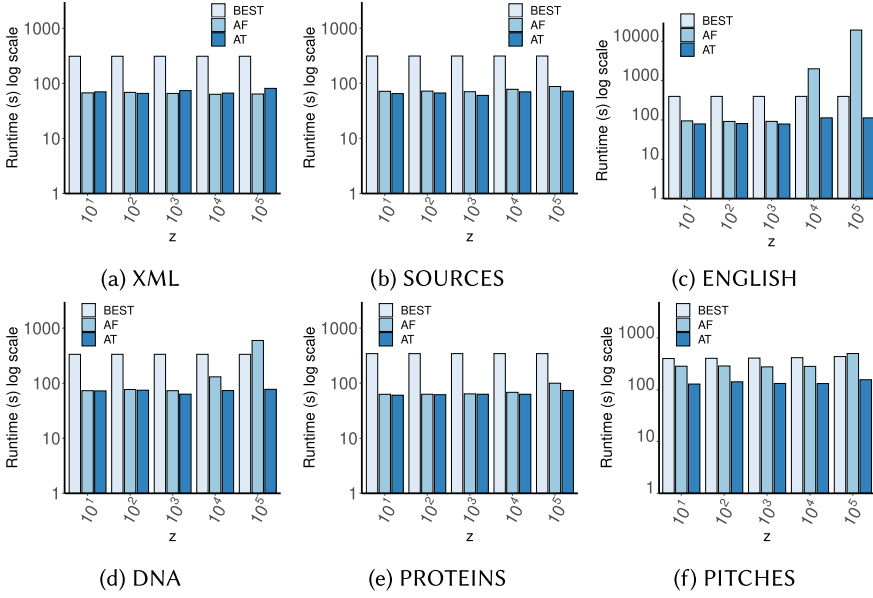 BEST
AF
AT
Runtime (s) log scale
1000
100
10
1
10^1
10^2
10^3
10^4
10^5
z
(a) XML
BEST
AF
AT
Runtime (s) log scale
1000
100
10
1
10^1
10^2
10^3
10^4
10^5
z
(b) SOURCES
BEST
AF
AT
Runtime (s) log scale
10000
1000
100
10
1
10^1
10^2
10^3
10^4
10^5
z
(c) ENGLISH
BEST
AF
AT
Runtime (s) log scale
1000
100
10
1
10^1
10^2
10^3
10^4
10^5
z
(d) DNA
BEST
AF
AT
Runtime (s) log scale
1000
100
10
1
10^1
10^2
10^3
10^4
10^5
z
(e) PROTEINS
BEST
AF
AT
Runtime (s) log scale
1000
100
10
1
10^1
10^2
10^3
10^4
10^5
z
(f) PITCHES